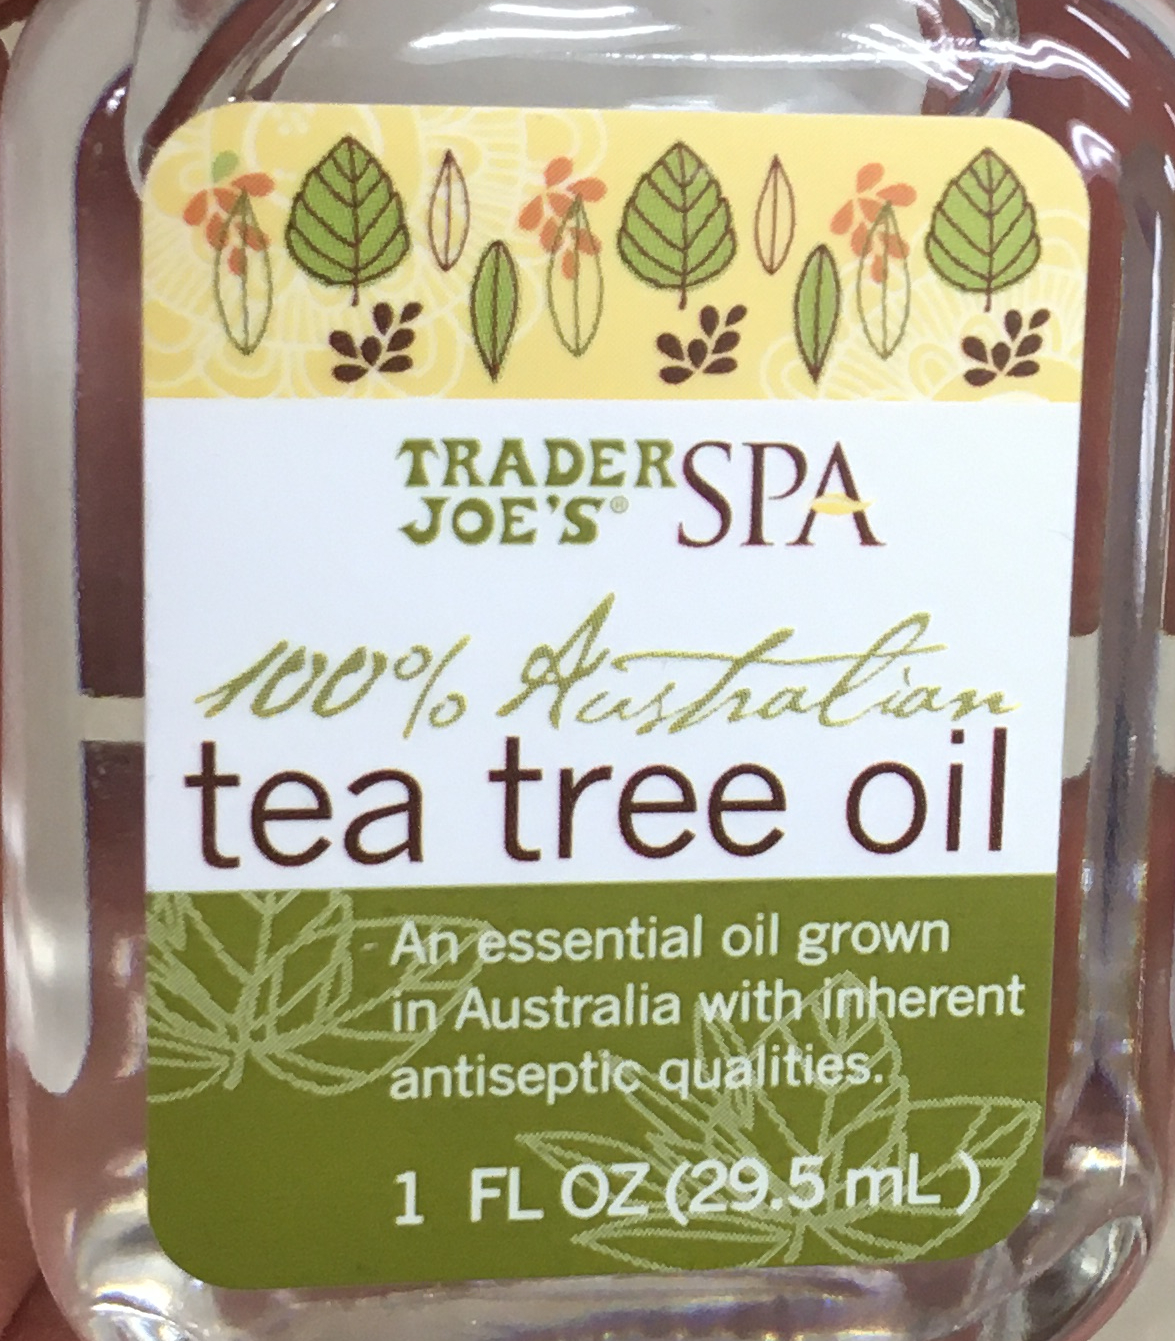 TRADER JOE'S® SPA
100% Australian
tea tree oil
An essential oil grown
in Australia with inherent
antiseptic qualities.
1 FL OZ (29.5 mL)